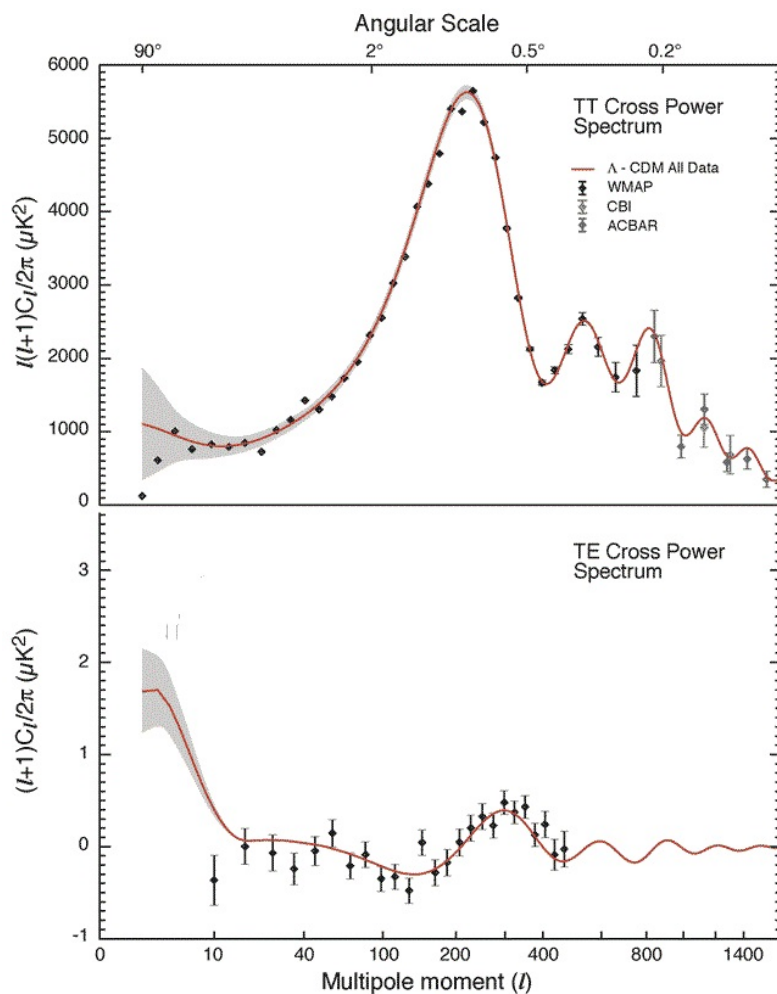 Angular Scale
90° 2° 0.5° 0.2°
6000
5000
4000
3000
2000
1000
0
l(l+1)Cl/2π (μK²)
TT Cross Power
Spectrum
Λ - CDM All Data
WMAP
CBI
ACBAR
3
2
1
0
-1
(l+1)Cl/2π (μK²)
TE Cross Power
Spectrum
0 10 40 100 200 400 800 1400
Multipole moment (l)